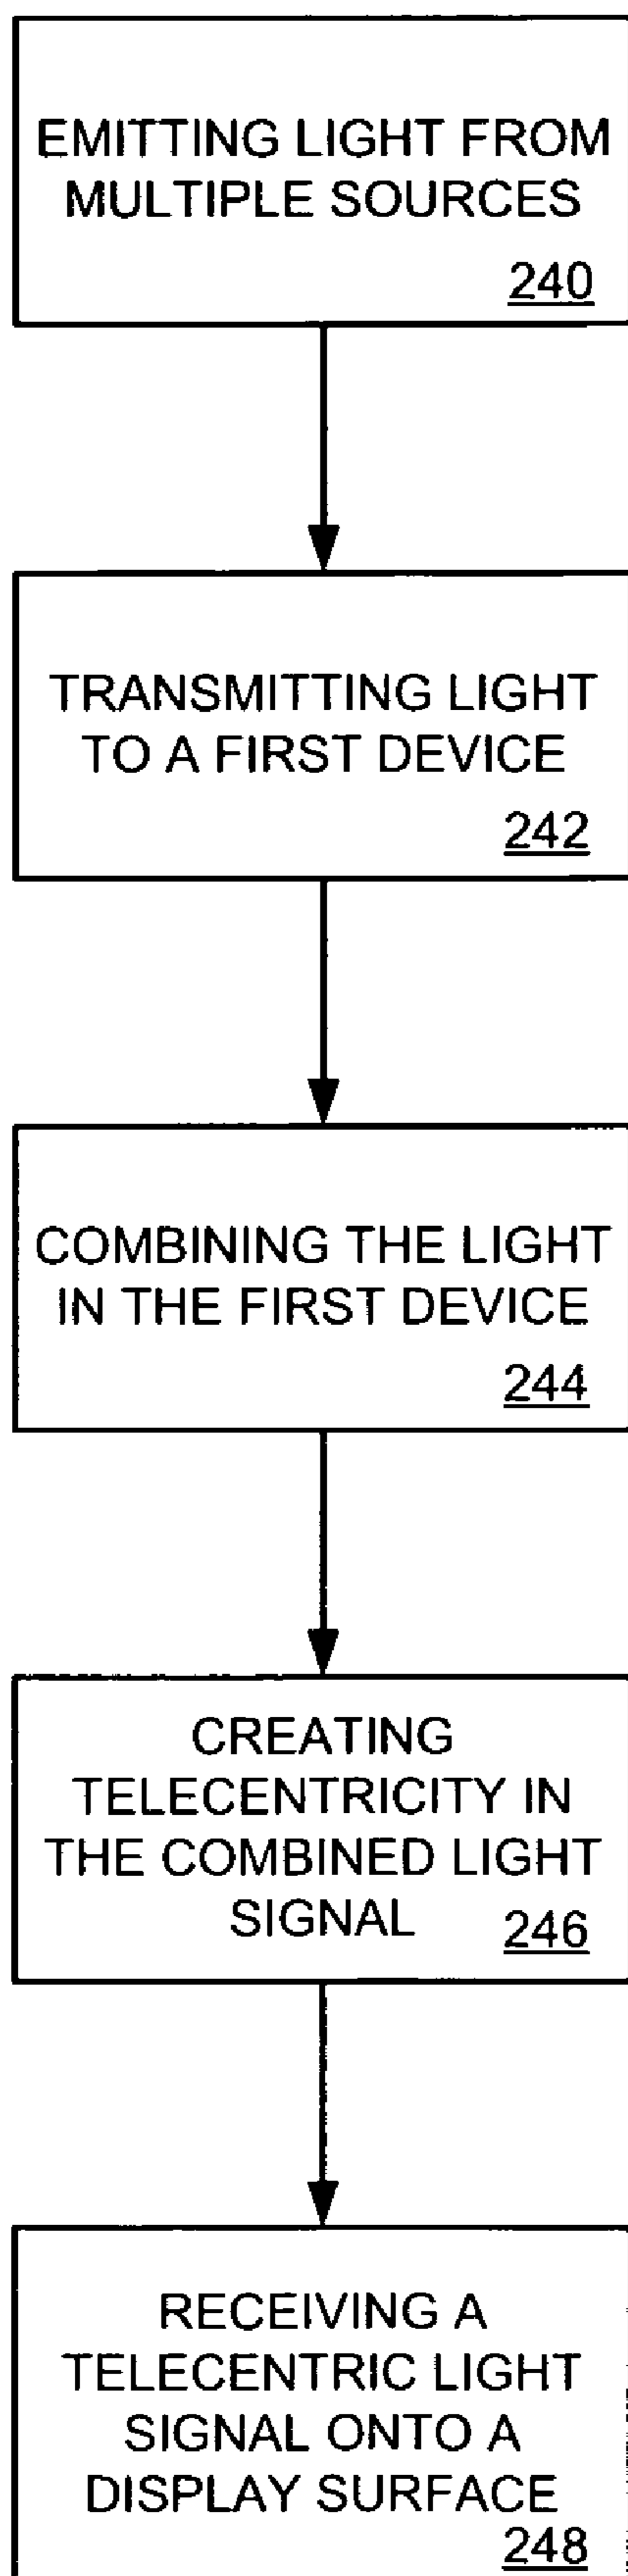 EMITTING LIGHT FROM
MULTIPLE SOURCES
240
TRANSMITTING LIGHT
TO A FIRST DEVICE
242
COMBINING THE LIGHT
IN THE FIRST DEVICE
244
CREATING
TELECENTRICITY IN
THE COMBINED LIGHT
SIGNAL 246
RECEIVING A
TELECENTRIC LIGHT
SIGNAL ONTO A
DISPLAY SURFACE
248